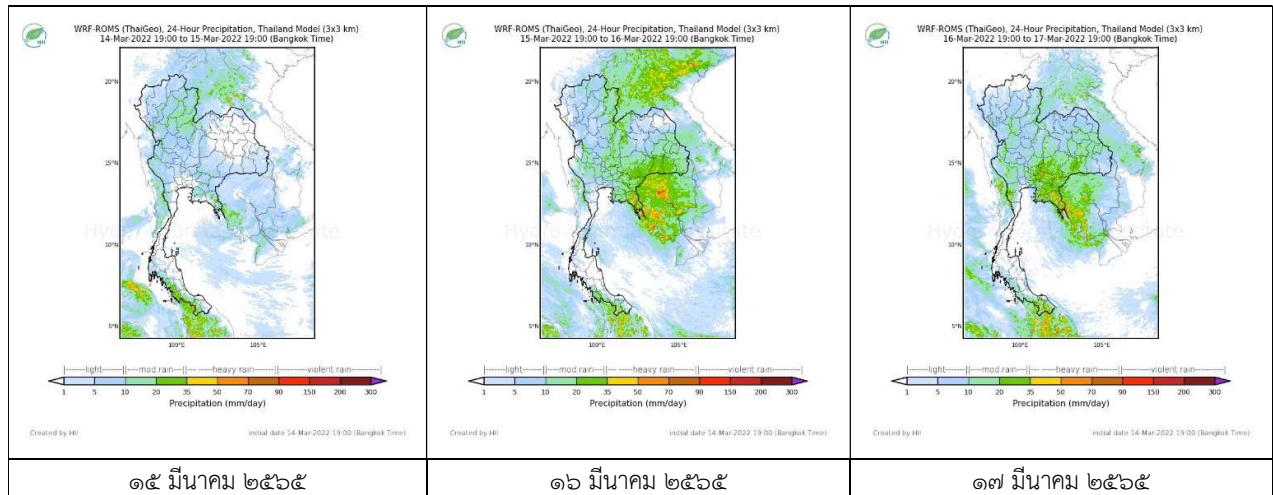 WRF-ROMS (ThaiGeo), 24-Hour Precipitation, Thailand Model (3x3 km)
14-Mar-2022 19:00 to 15-Mar-2022 19:00 (Bangkok Time)
HII
20°N
15°N
10°N
5°N
100°E 105°E
|------light------||----mod.rain----||---- ----heavy rain-----||------violent rain----|
1 5 10 20 35 50 70 90 150 200 300
Precipitation (mm/day)
Created by HII initial date 14-Mar-2022 19:00 (Bangkok Time)
๑๕ มีนาคม ๒๕๖๕
WRF-ROMS (ThaiGeo), 24-Hour Precipitation, Thailand Model (3x3 km)
15-Mar-2022 19:00 to 16-Mar-2022 19:00 (Bangkok Time)
HII
20°N
15°N
10°N
5°N
100°E 105°E
|------light------||----mod.rain----||---- ----heavy rain-----||------violent rain----|
1 5 10 20 35 50 70 90 150 200 300
Precipitation (mm/day)
Created by HII initial date 14-Mar-2022 19:00 (Bangkok Time)
๑๖ มีนาคม ๒๕๖๕
WRF-ROMS (ThaiGeo), 24-Hour Precipitation, Thailand Model (3x3 km)
16-Mar-2022 19:00 to 17-Mar-2022 19:00 (Bangkok Time)
HII
20°N
15°N
10°N
5°N
100°E 105°E
|------light------||----mod.rain----||---- ----heavy rain-----||------violent rain----|
1 5 10 20 35 50 70 90 150 200 300
Precipitation (mm/day)
Created by HII initial date 14-Mar-2022 19:00 (Bangkok Time)
๑๗ มีนาคม ๒๕๖๕